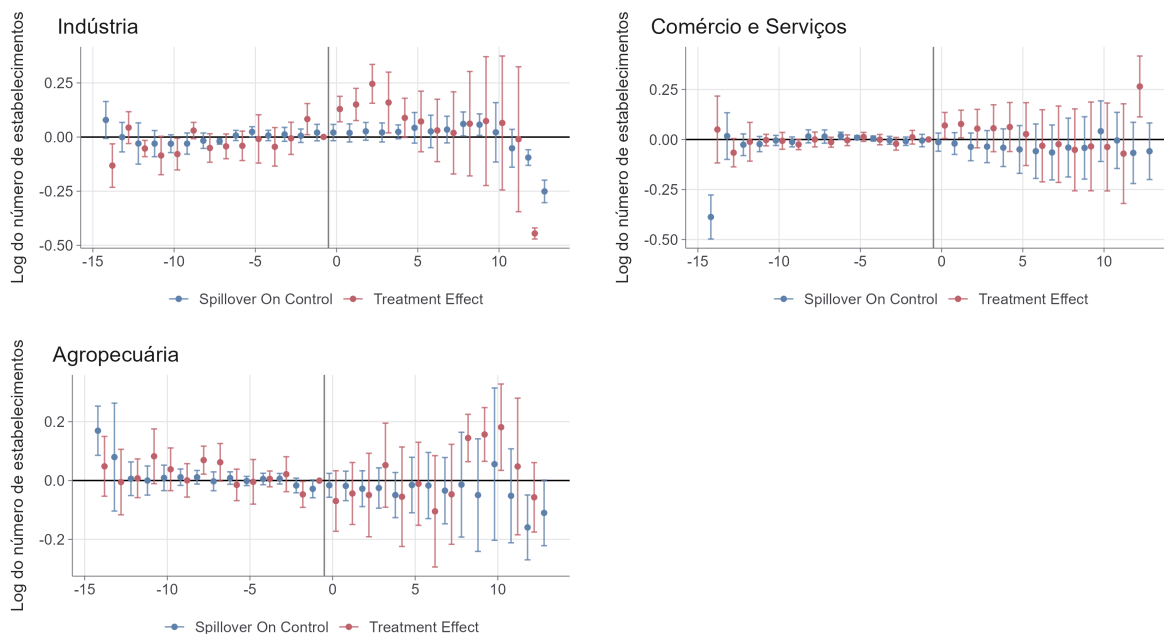 Indústria
Log do número de estabelecimentos
0.25
0.00
-0.25
-0.50
-15 -10 -5 0 5 10
Spillover On Control Treatment Effect
Comércio e Serviços
Log do número de estabelecimentos
0.25
0.00
-0.25
-0.50
-15 -10 -5 0 5 10
Spillover On Control Treatment Effect
Agropecuária
Log do número de estabelecimentos
0.2
0.0
-0.2
-15 -10 -5 0 5 10
Spillover On Control Treatment Effect